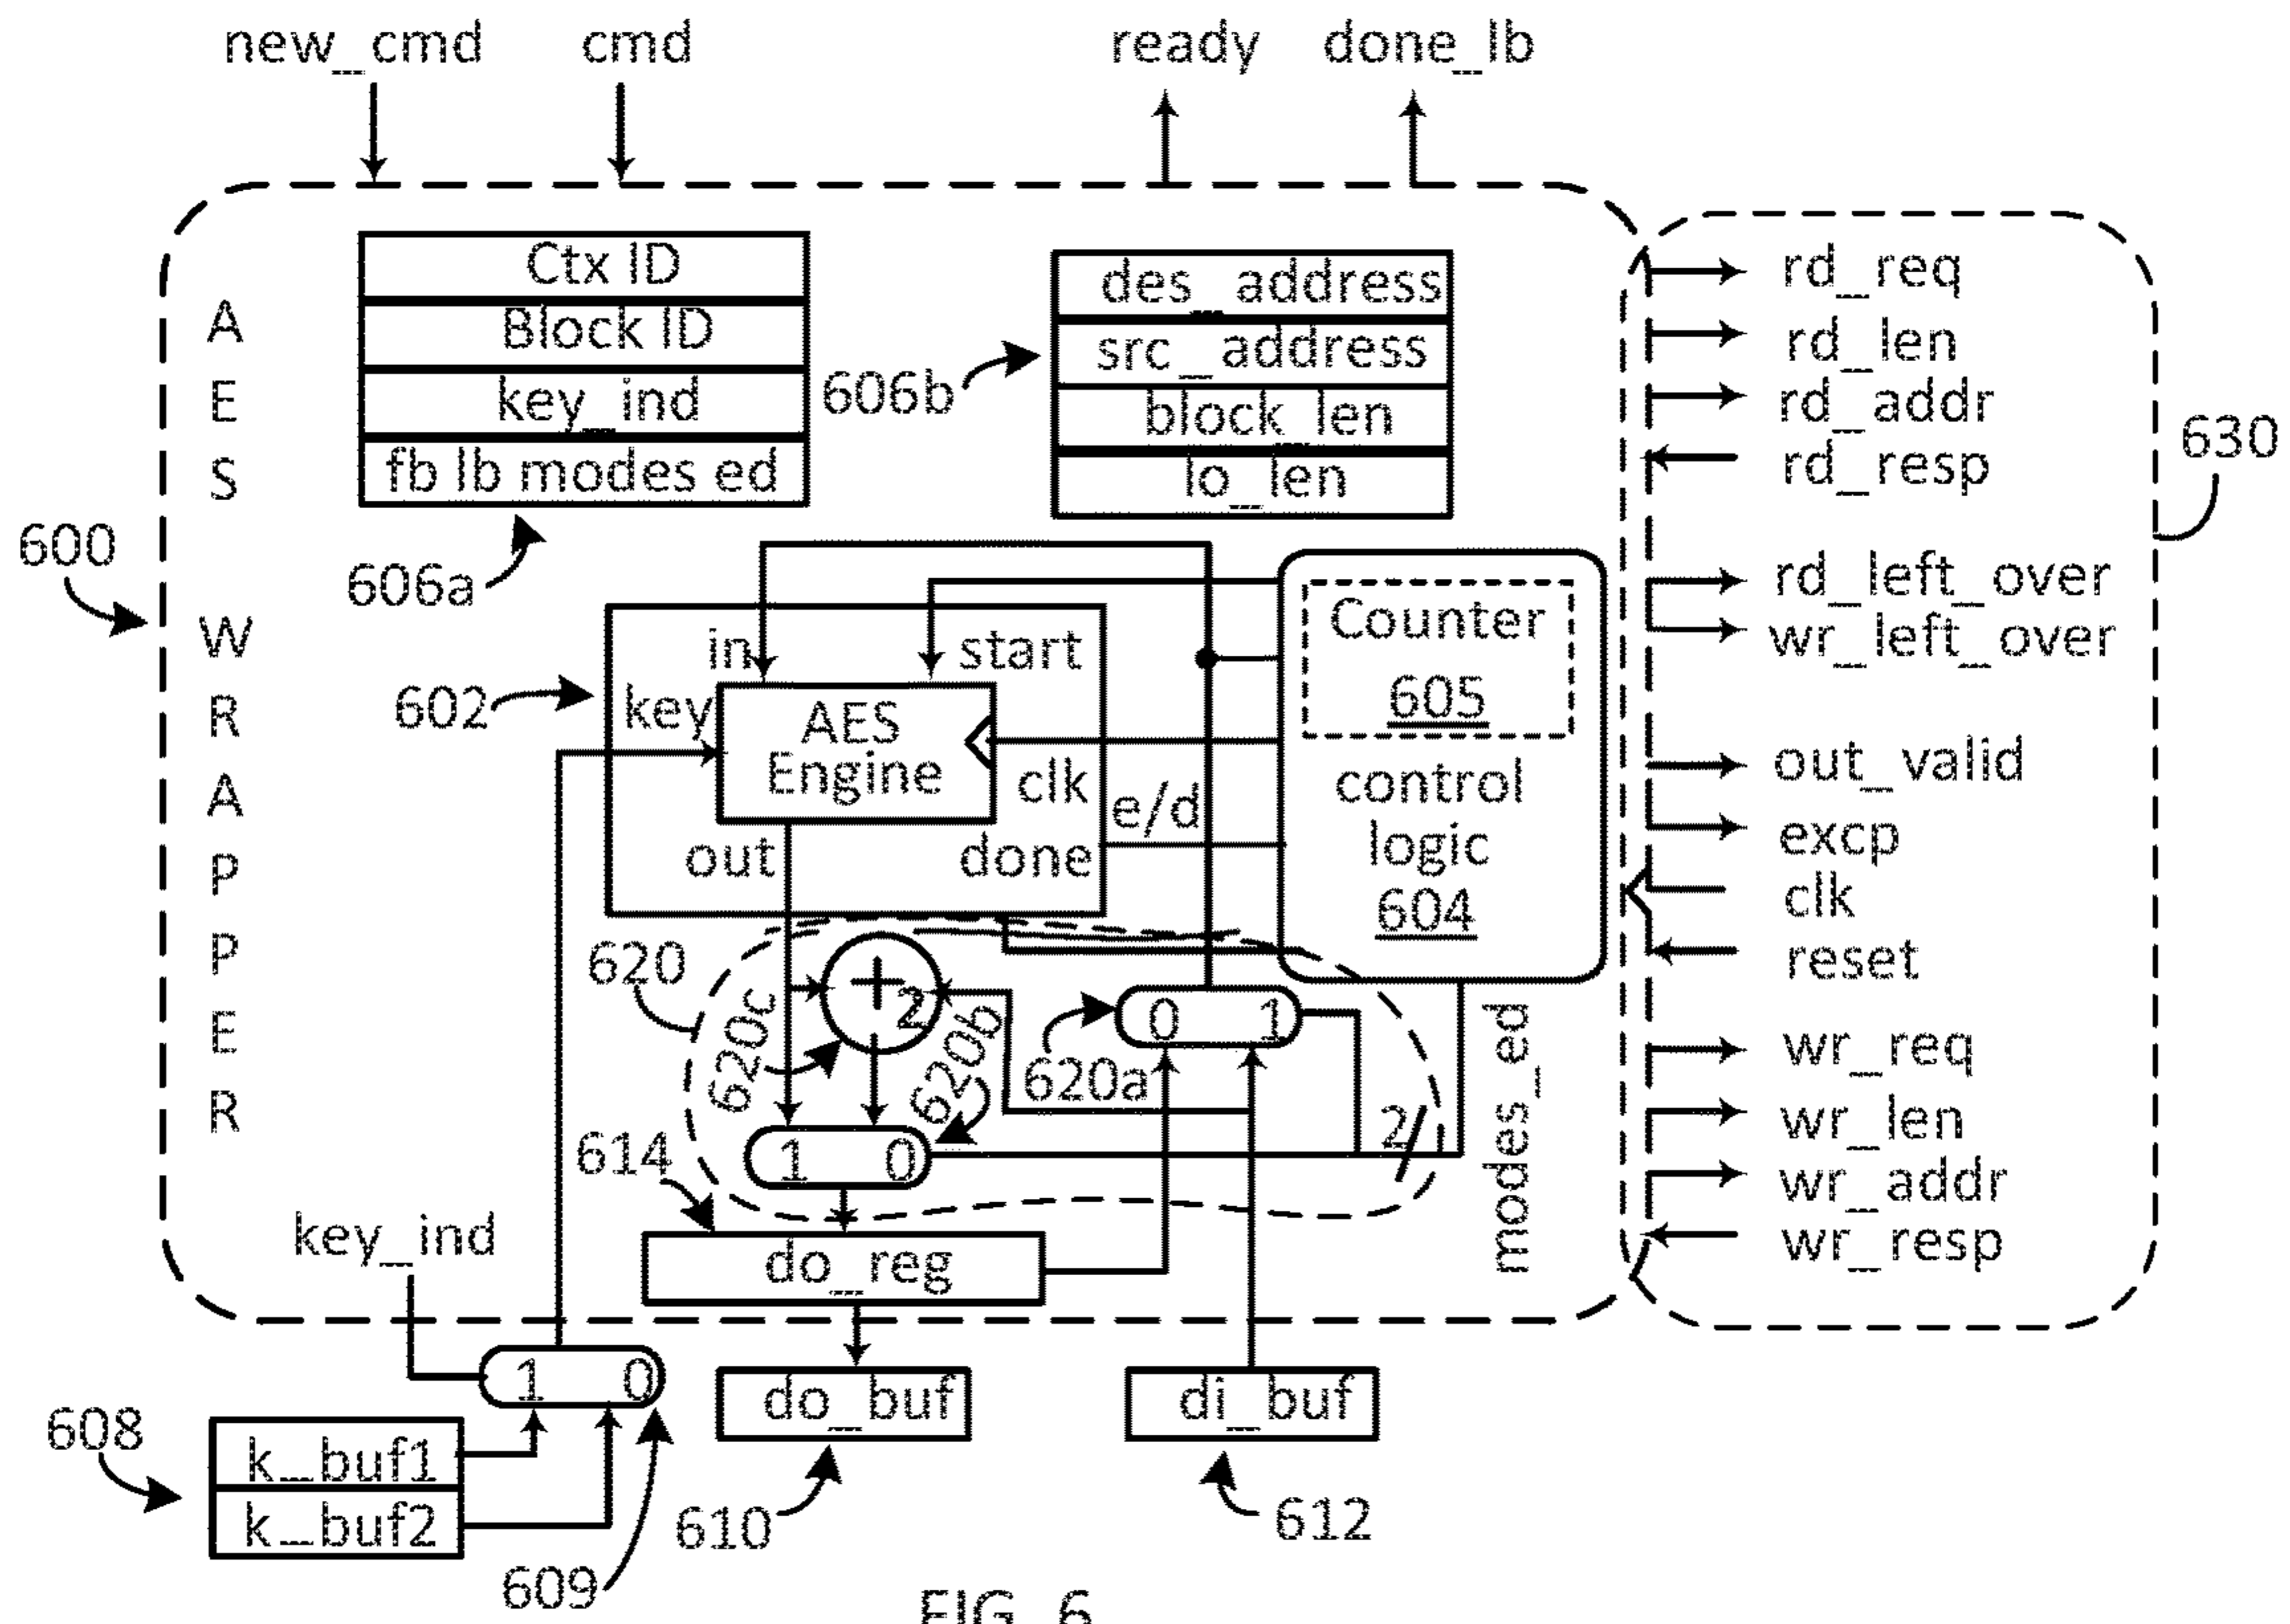 new_cmd
cmd
ready
done_lb
AES WRAPPER
600
Ctx ID
Block ID
key_ind
fb lb modes ed
606a
606b
des_address
src_address
block_len
lo_len
rd_req
rd_len
rd_addr
rd_resp
rd_left_over
wr_left_over
out_valid
excp
clk
reset
wr_req
wr_len
wr_addr
wr_resp
630
602
in
start
key
AES
Engine
clk
out
done
e/d
Counter
605
control
logic
604
620
620c
+
2
620b
620a
0 1
2
modes_ed
1 0
614
do_reg
key_ind
1 0
608
k_buf1
k_buf2
609
do_buf
610
di_buf
612
FIG. 6